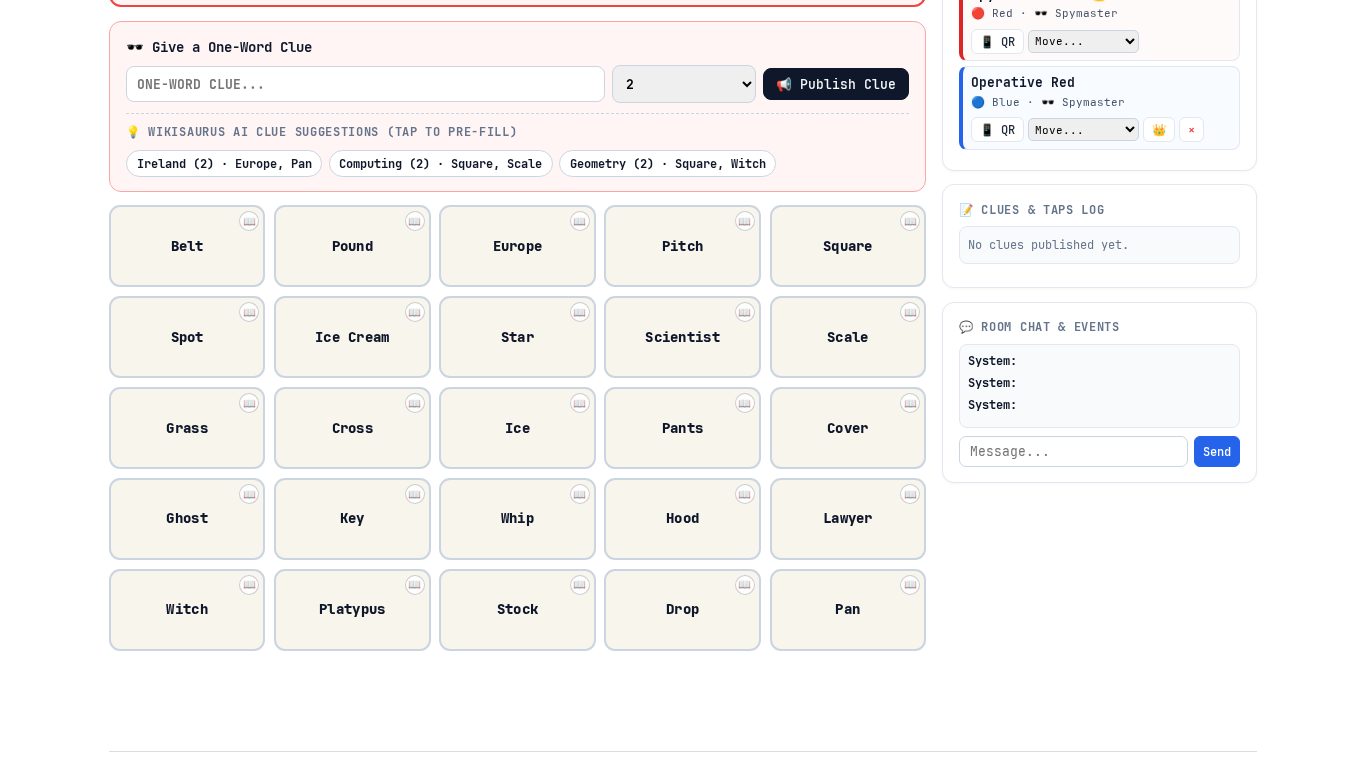 🔴 Red · 🕶️ Spymaster
📱 QR Move...
Operative Red
🔵 Blue · 🕶️ Spymaster
📱 QR Move... 👑 ×
🕶️ Give a One-Word Clue
ONE-WORD CLUE... 2 📢 Publish Clue
💡 WIKISAURUS AI CLUE SUGGESTIONS (TAP TO PRE-FILL)
Ireland (2) · Europe, Pan Computing (2) · Square, Scale Geometry (2) · Square, Witch
Belt Pound Europe Pitch Square
Spot Ice Cream Star Scientist Scale
Grass Cross Ice Pants Cover
Ghost Key Whip Hood Lawyer
Witch Platypus Stock Drop Pan
📝 CLUES & TAPS LOG
No clues published yet.
💬 ROOM CHAT & EVENTS
System:
System:
System:
Message... Send